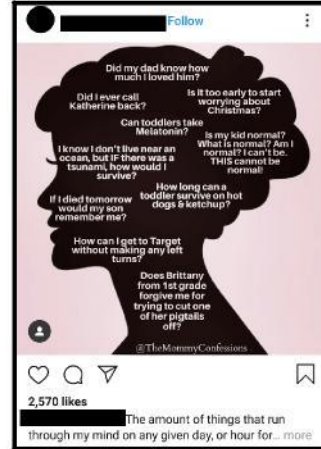 Follow
Did my dad know how
much I loved him?
Did I ever call
Katherine back?
Is it too early to start
worrying about
Christmas?
Can toddlers take
Melatonin?
Is my kid normal?
What is normal? Am I
normal? I can't be.
THIS cannot be
normal!
I know I don't live near an
ocean, but IF there was a
tsunami, how would I
survive?
How long can a
toddler survive on hot
dogs & ketchup?
If I died tomorrow
would my son
remember me?
How can I get to Target
without making any left
turns?
Does Brittany
from 1st grade
forgive me for
trying to cut one
of her pigtails
off?
@TheMommyConfessions
2,570 likes
The amount of things that run
through my mind on any given day, or hour for... more